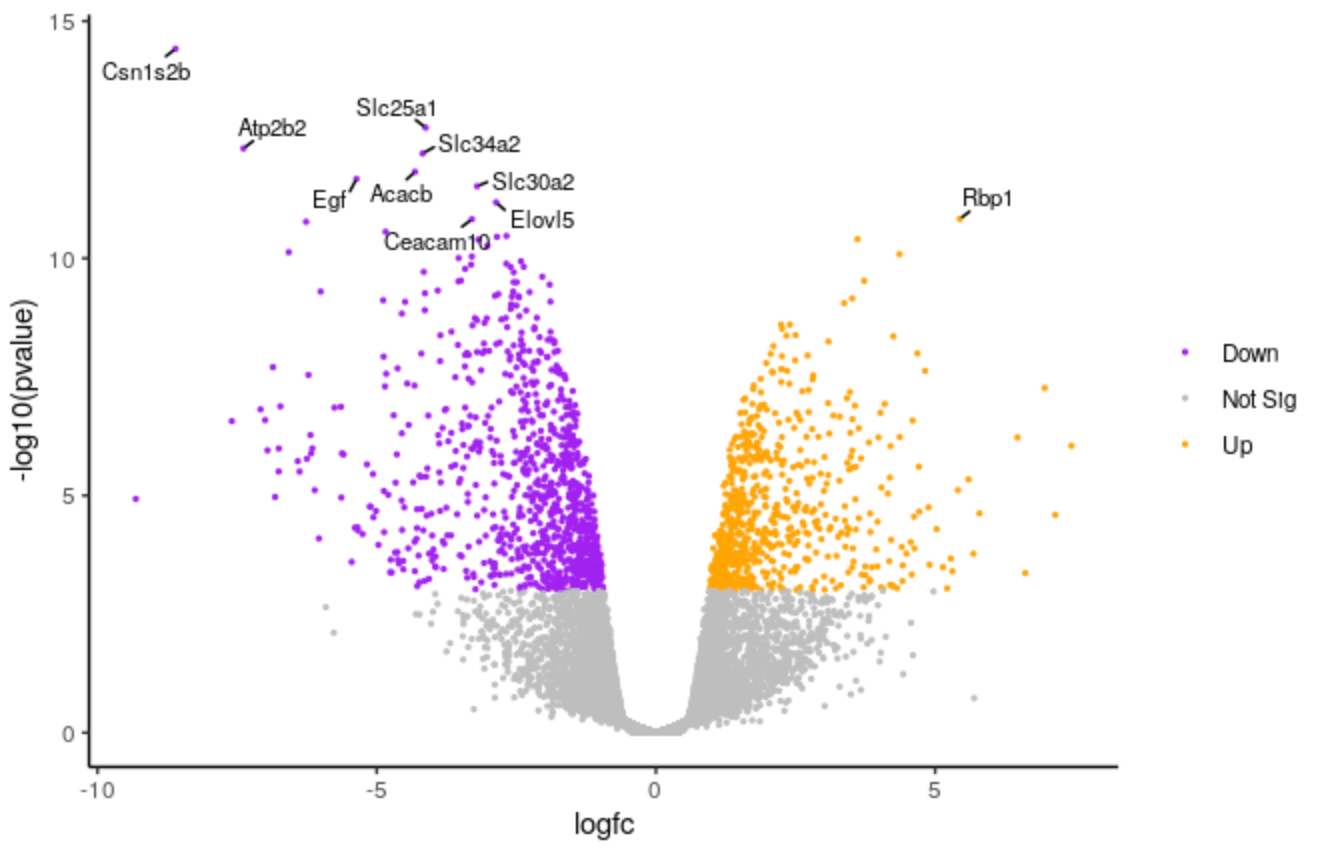 15
Csn1s2b
Slc25a1
Atp2b2
Slc34a2
Egf
Acacb
Slc30a2
Rbp1
Elovl5
Ceacam10
10
5
0
-log10(pvalue)
-10
-5
0
5
logfc
Down
Not Sig
Up